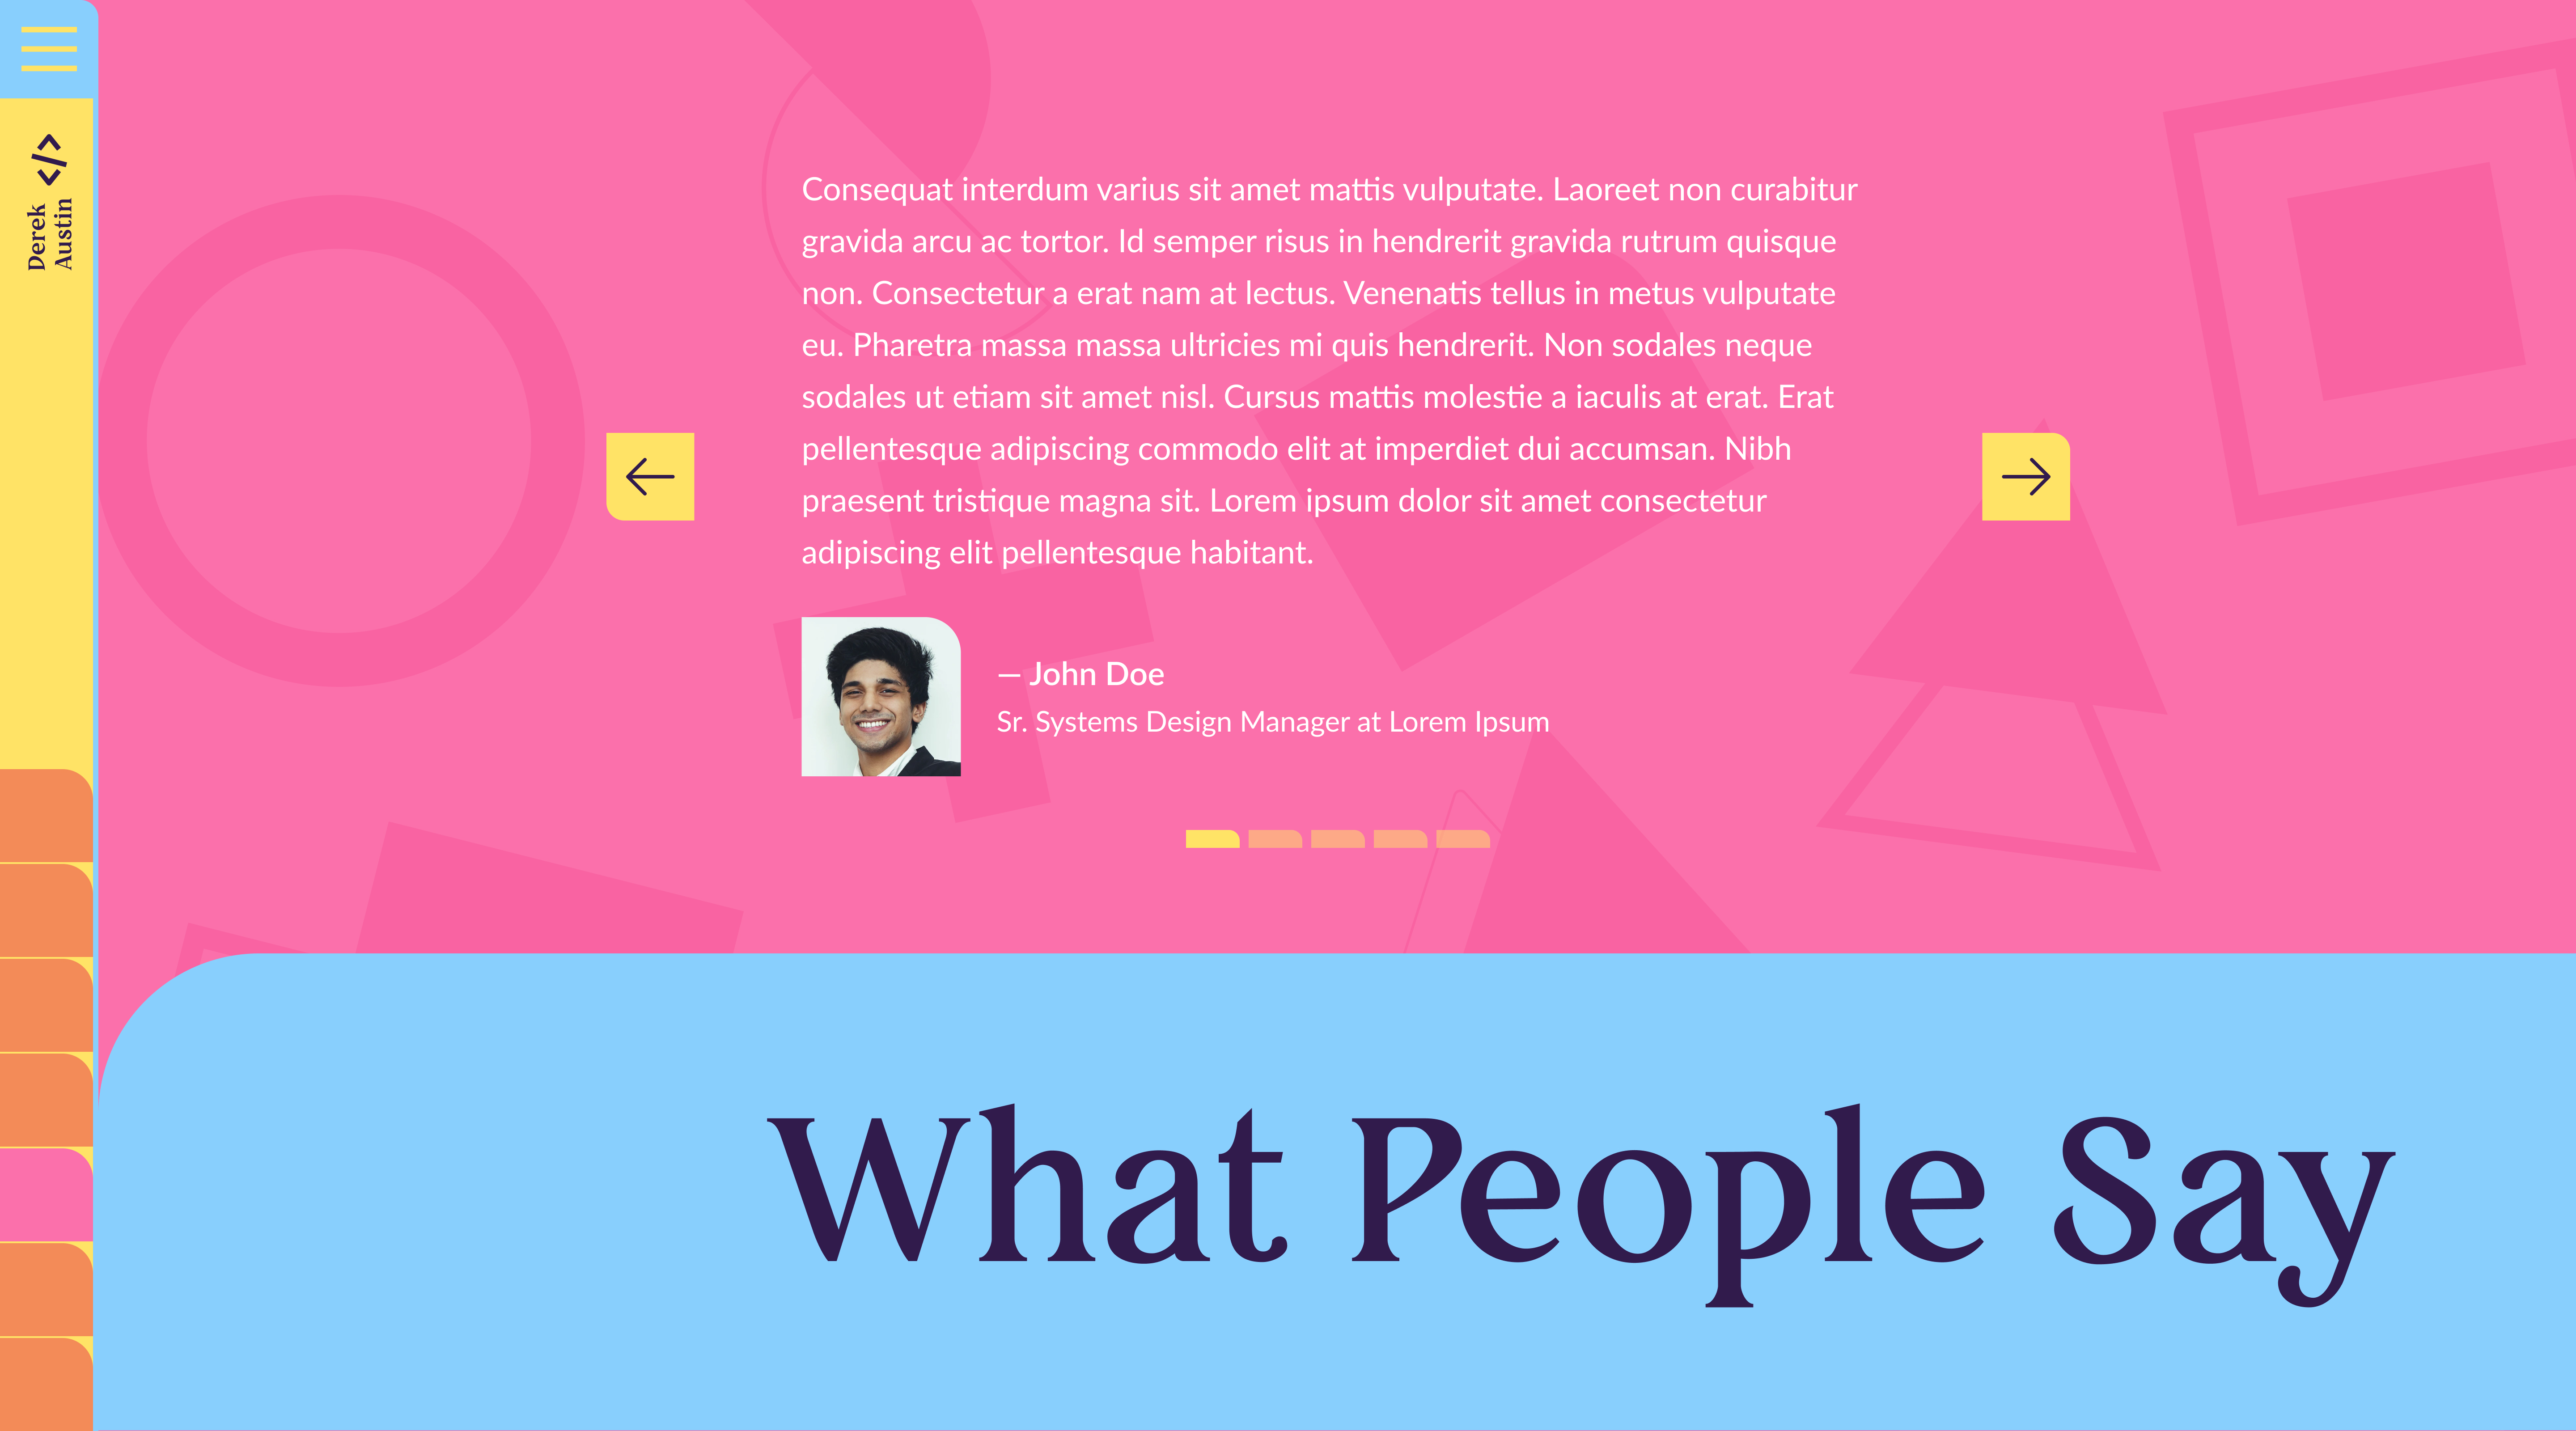 </>
Derek
Austin
Consequat interdum varius sit amet mattis vulputate. Laoreet non curabitur
gravida arcu ac tortor. Id semper risus in hendrerit gravida rutrum quisque
non. Consectetur a erat nam at lectus. Venenatis tellus in metus vulputate
eu. Pharetra massa massa ultricies mi quis hendrerit. Non sodales neque
sodales ut etiam sit amet nisl. Cursus mattis molestie a iaculis at erat. Erat
pellentesque adipiscing commodo elit at imperdiet dui accumsan. Nibh
praesent tristique magna sit. Lorem ipsum dolor sit amet consectetur
adipiscing elit pellentesque habitant.
— John Doe
Sr. Systems Design Manager at Lorem Ipsum
What People Say